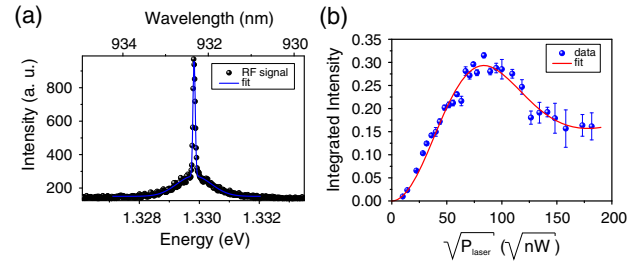 (a)
Wavelength (nm)
934 932 930
Intensity (a. u.)
1000
800
600
400
200
RF signal
fit
1.328 1.330 1.332
Energy (eV)
(b)
Integrated Intensity
0.35
0.30
0.25
0.20
0.15
0.10
0.05
0.00
data
fit
0 50 100 150 200
√P_laser (√nW)